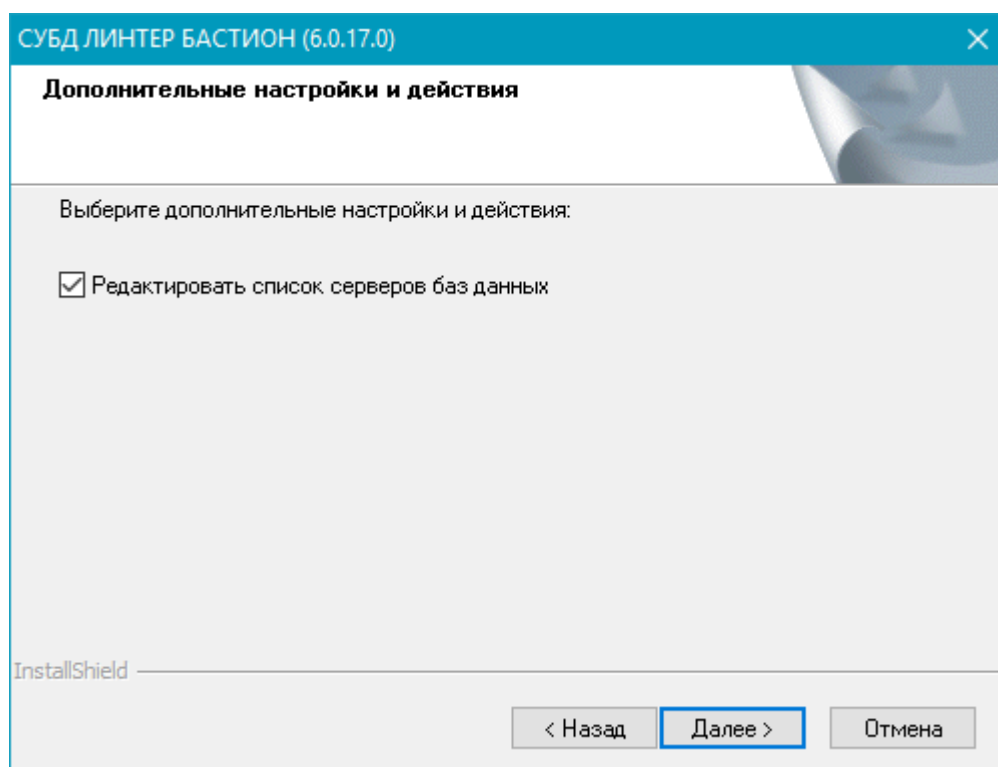 СУБД ЛИНТЕР БАСТИОН (6.0.17.0)
Дополнительные настройки и действия
Выберите дополнительные настройки и действия:
Редактировать список серверов баз данных
InstallShield
< Назад
Далее >
Отмена